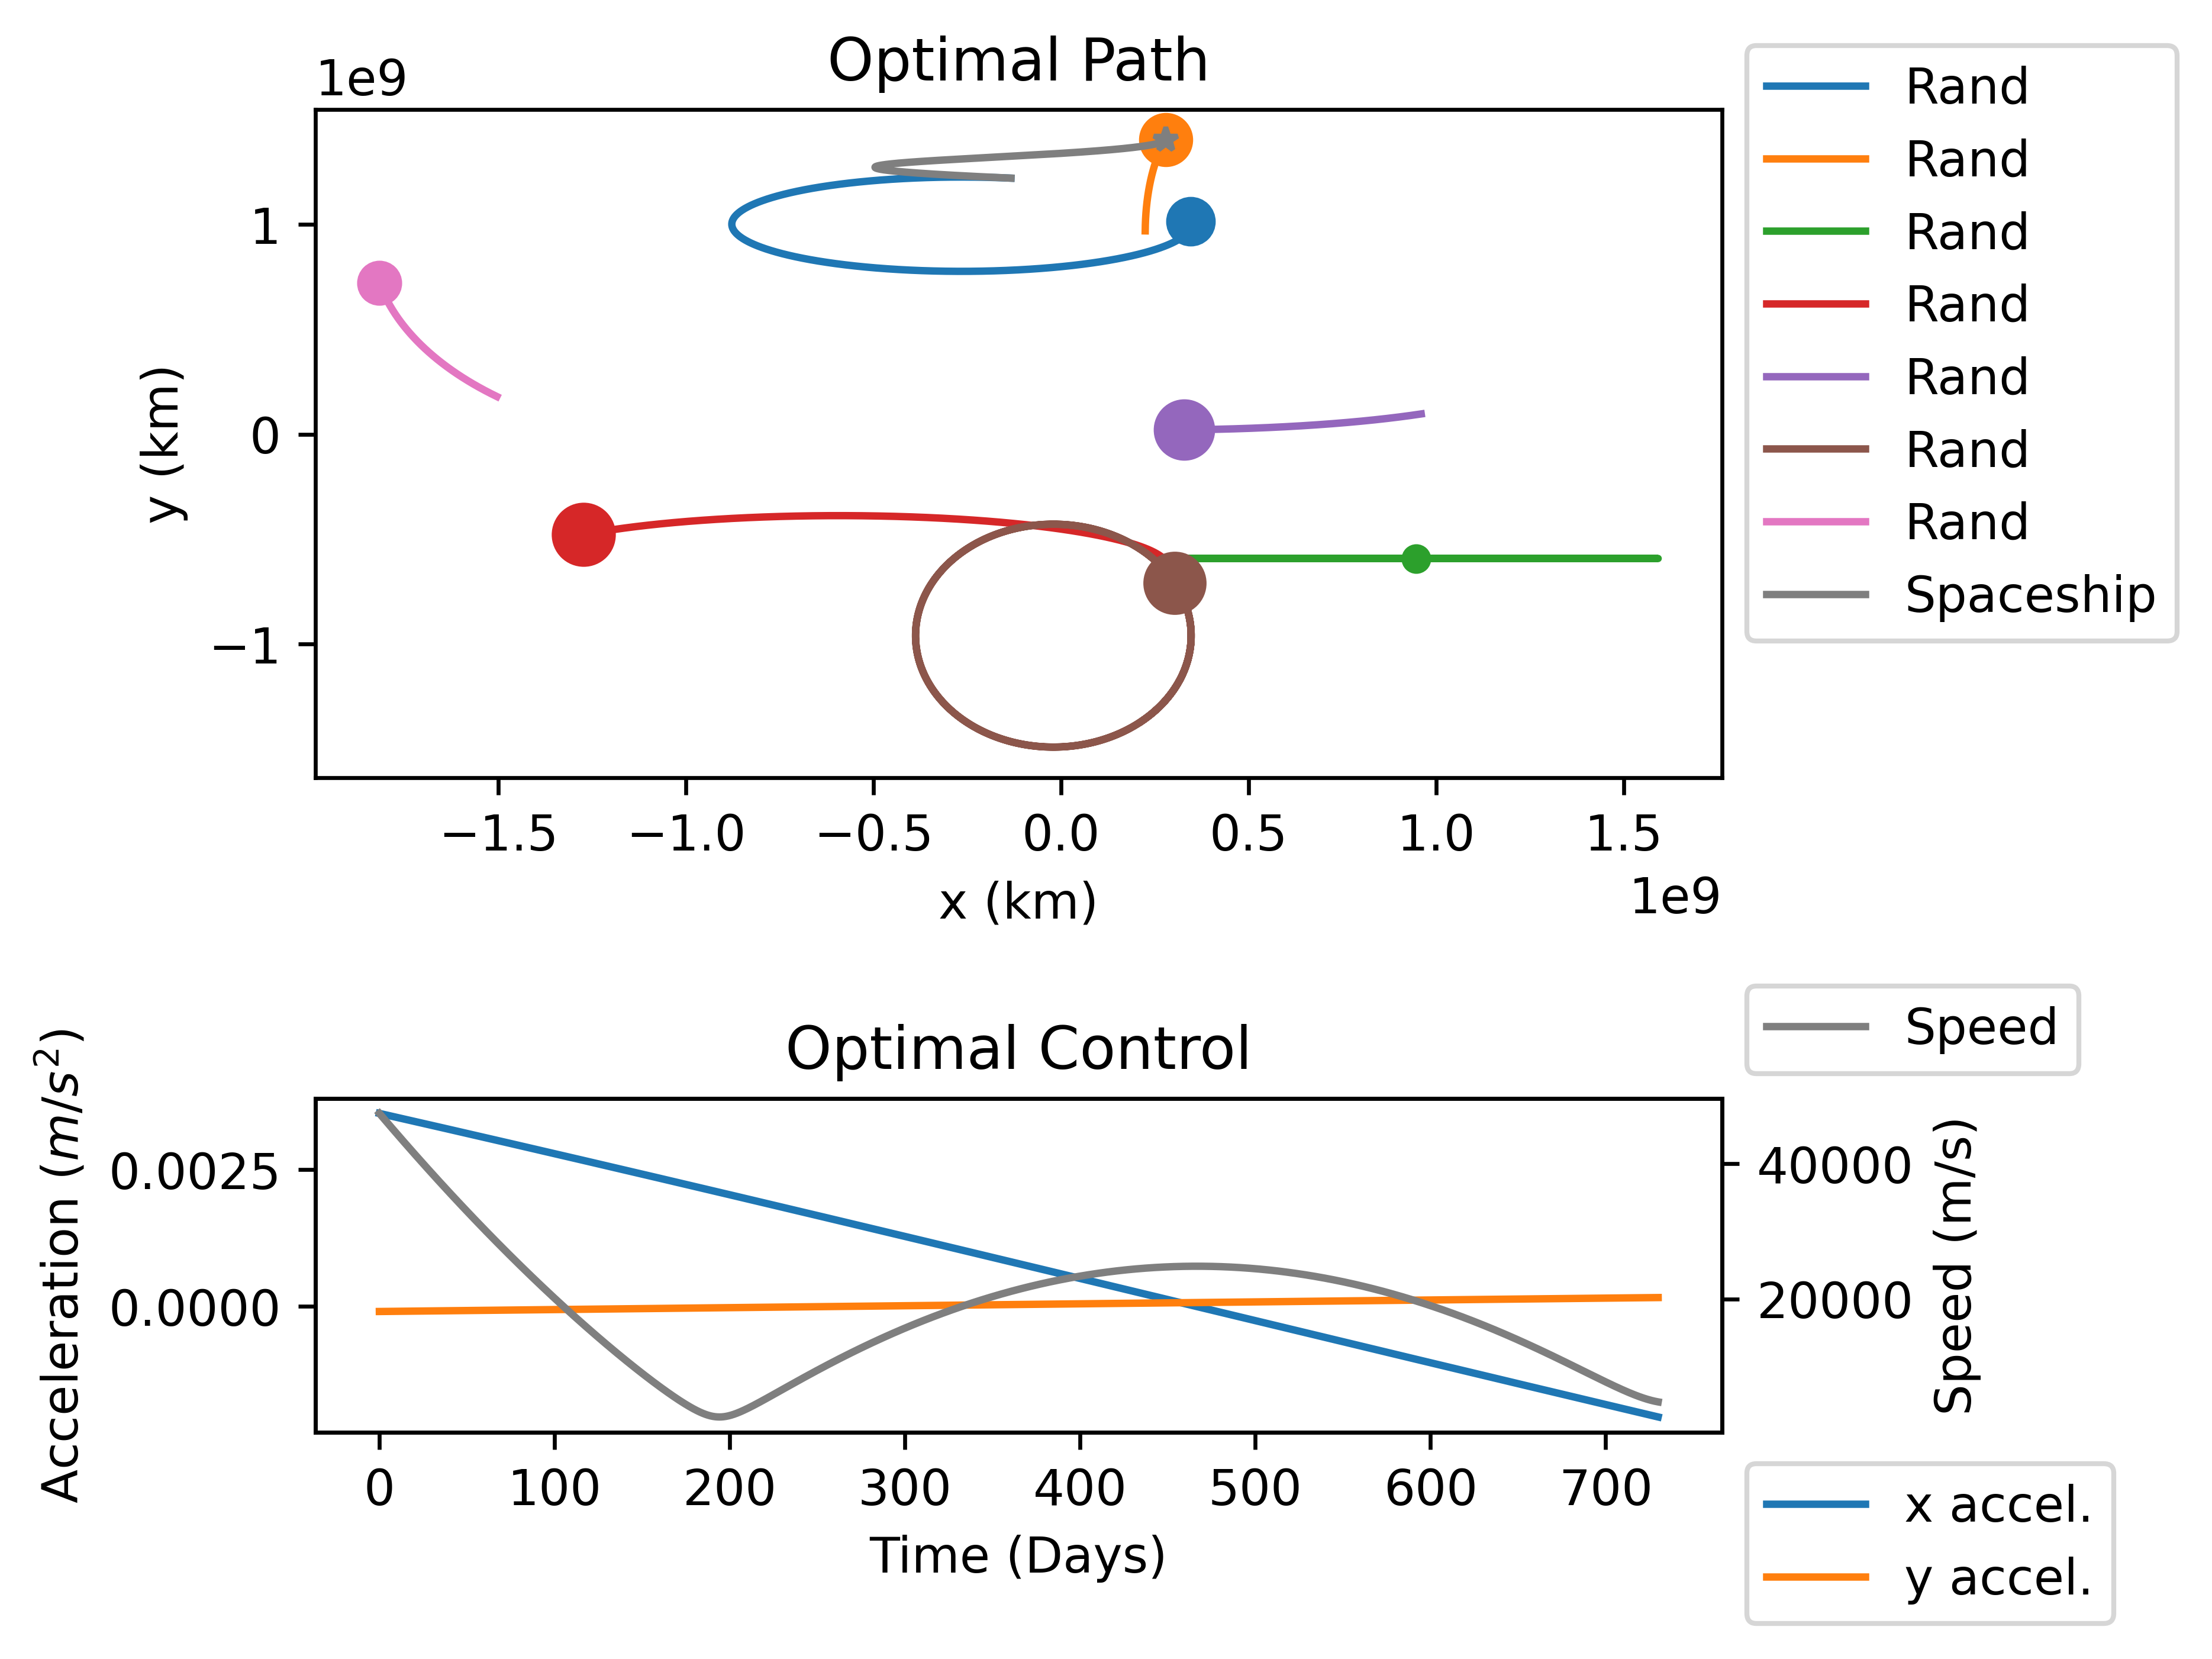 Optimal Path
1e9
1
0
−1
y (km)
−1.5 −1.0 −0.5 0.0 0.5 1.0 1.5
x (km)
1e9
Rand
Rand
Rand
Rand
Rand
Rand
Rand
Spaceship
Optimal Control
Speed
Acceleration (m/s²)
0.0025
0.0000
40000
20000
Speed (m/s)
0 100 200 300 400 500 600 700
Time (Days)
x accel.
y accel.